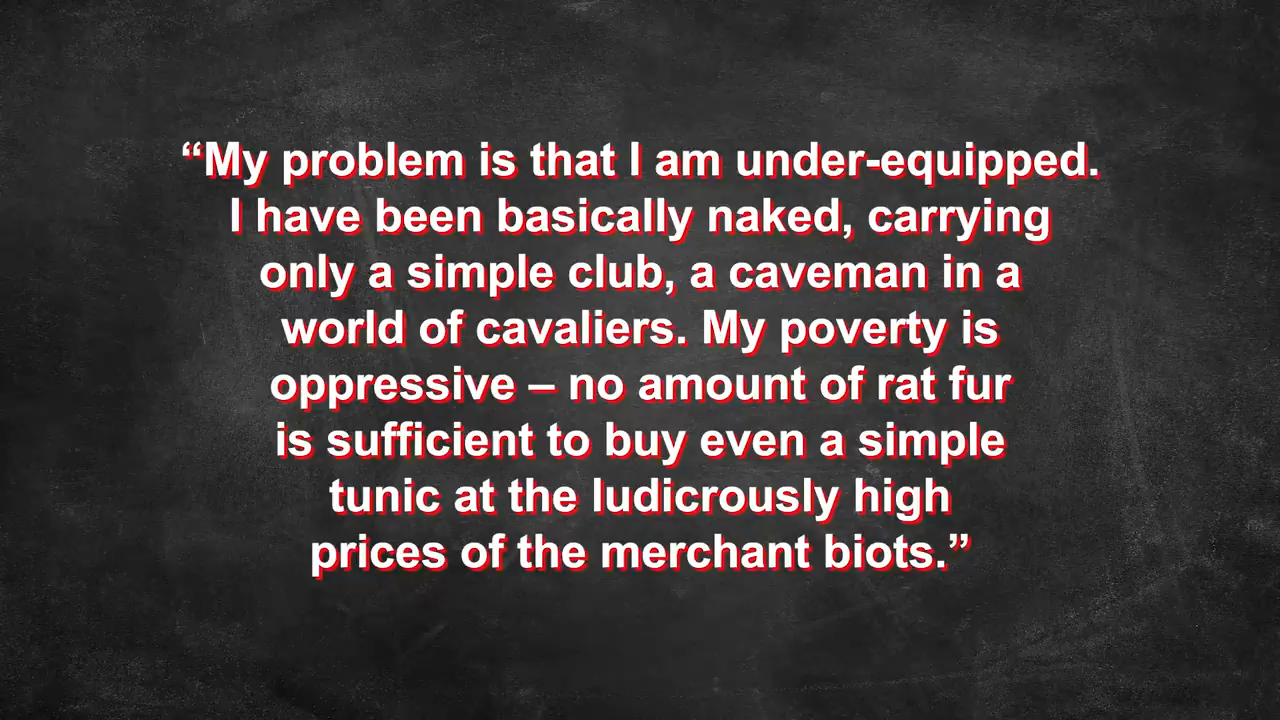 “My problem is that I am under-equipped.
I have been basically naked, carrying
only a simple club, a caveman in a
world of cavaliers. My poverty is
oppressive – no amount of rat fur
is sufficient to buy even a simple
tunic at the ludicrously high
prices of the merchant biots.”